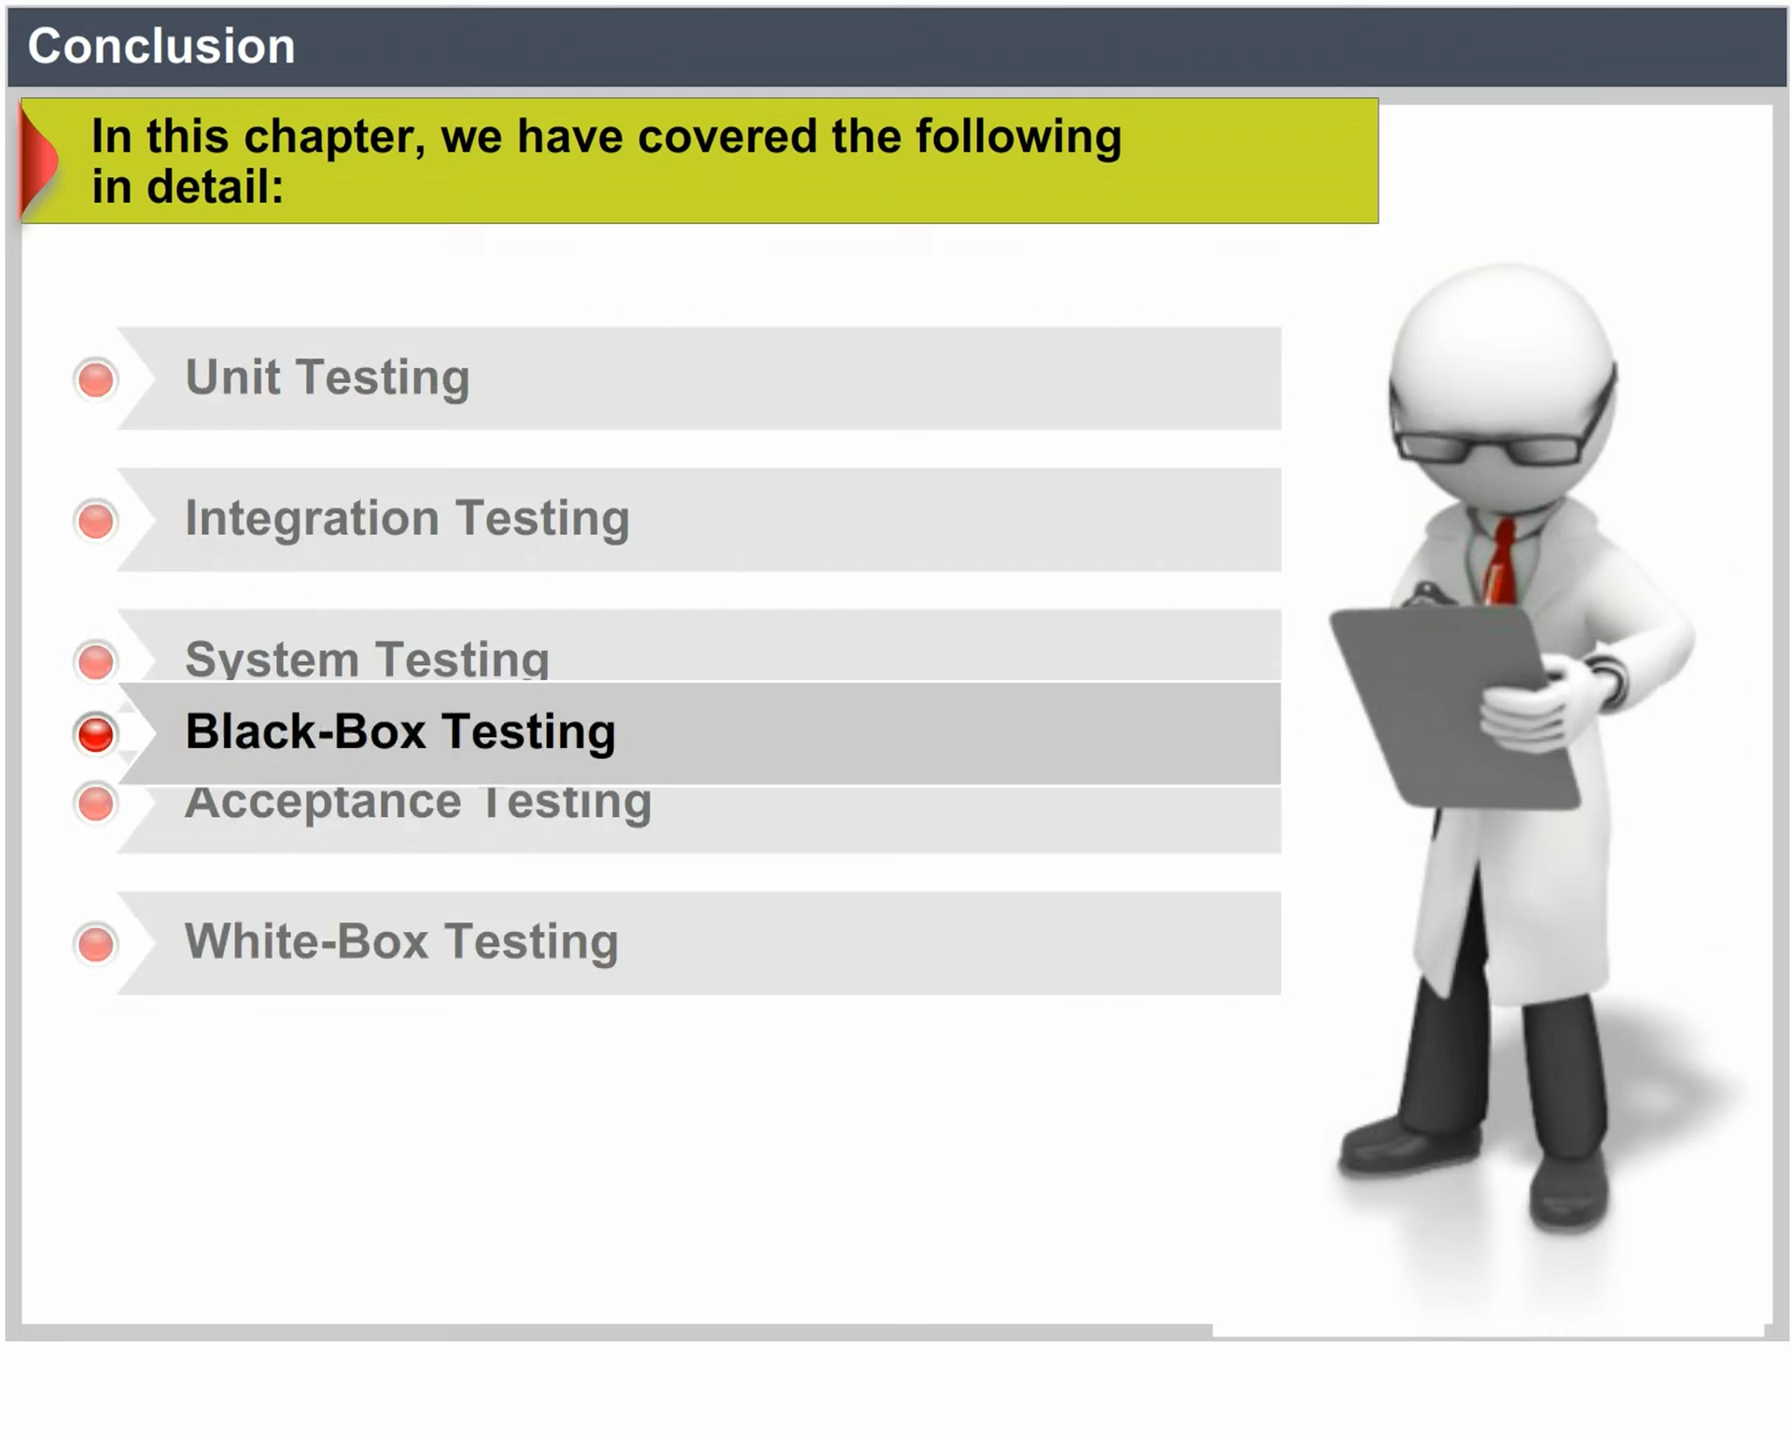 Conclusion
In this chapter, we have covered the following
in detail:
Unit Testing
Integration Testing
System Testing
Black-Box Testing
Acceptance Testing
White-Box Testing